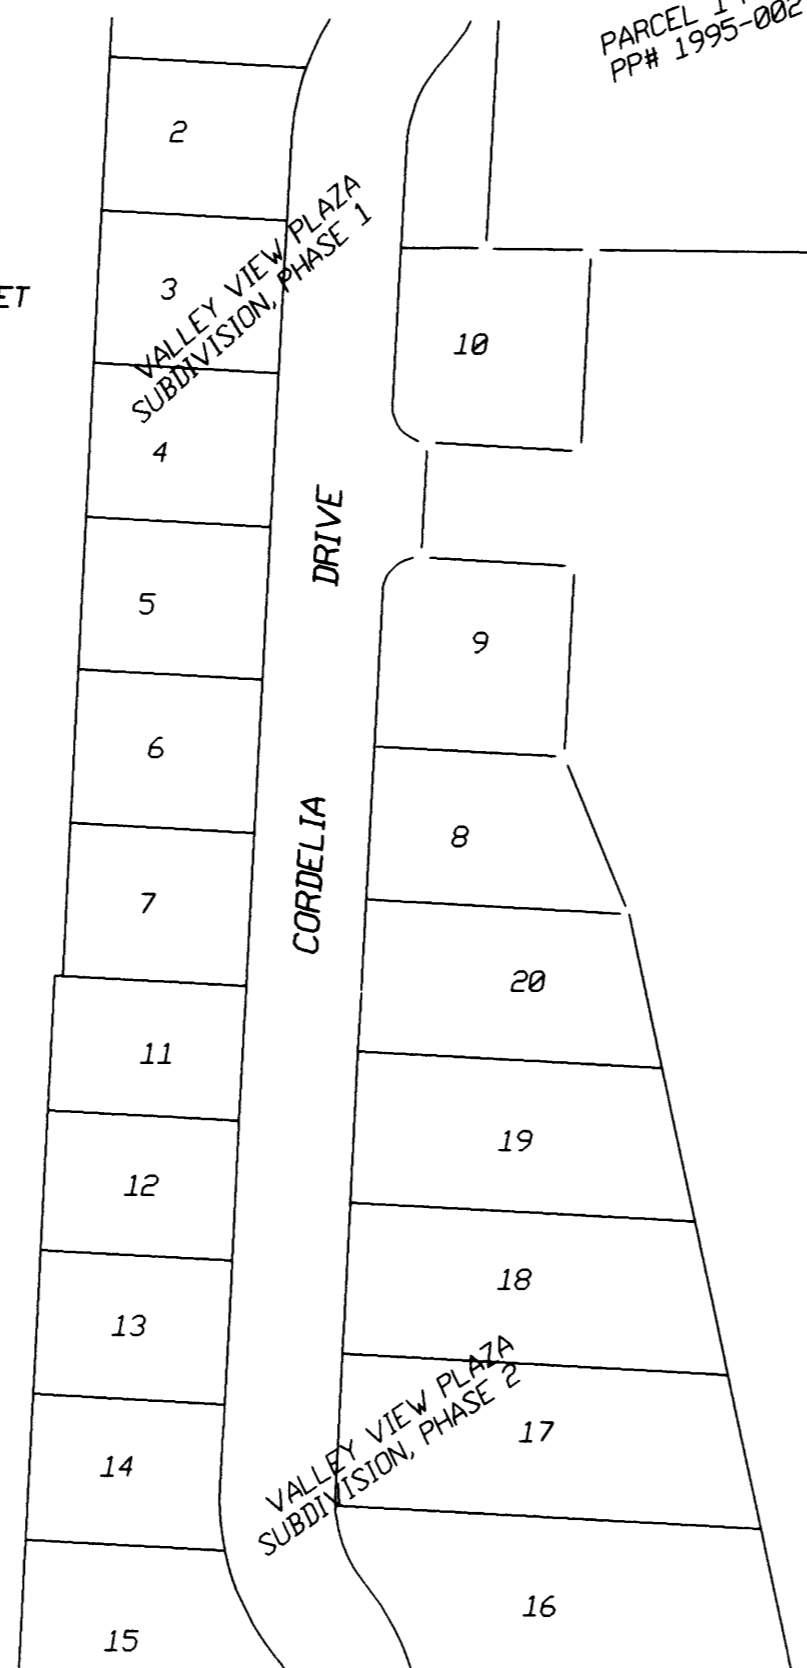 PARCEL 1
PP# 1995-002
2
VALLEY VIEW PLAZA
SUBDIVISION, PHASE 1
3
ET
10
4
DRIVE
5
9
6
8
CORDELIA
7
20
11
19
12
18
13
VALLEY VIEW PLAZA
SUBDIVISION, PHASE 2
17
14
16
15